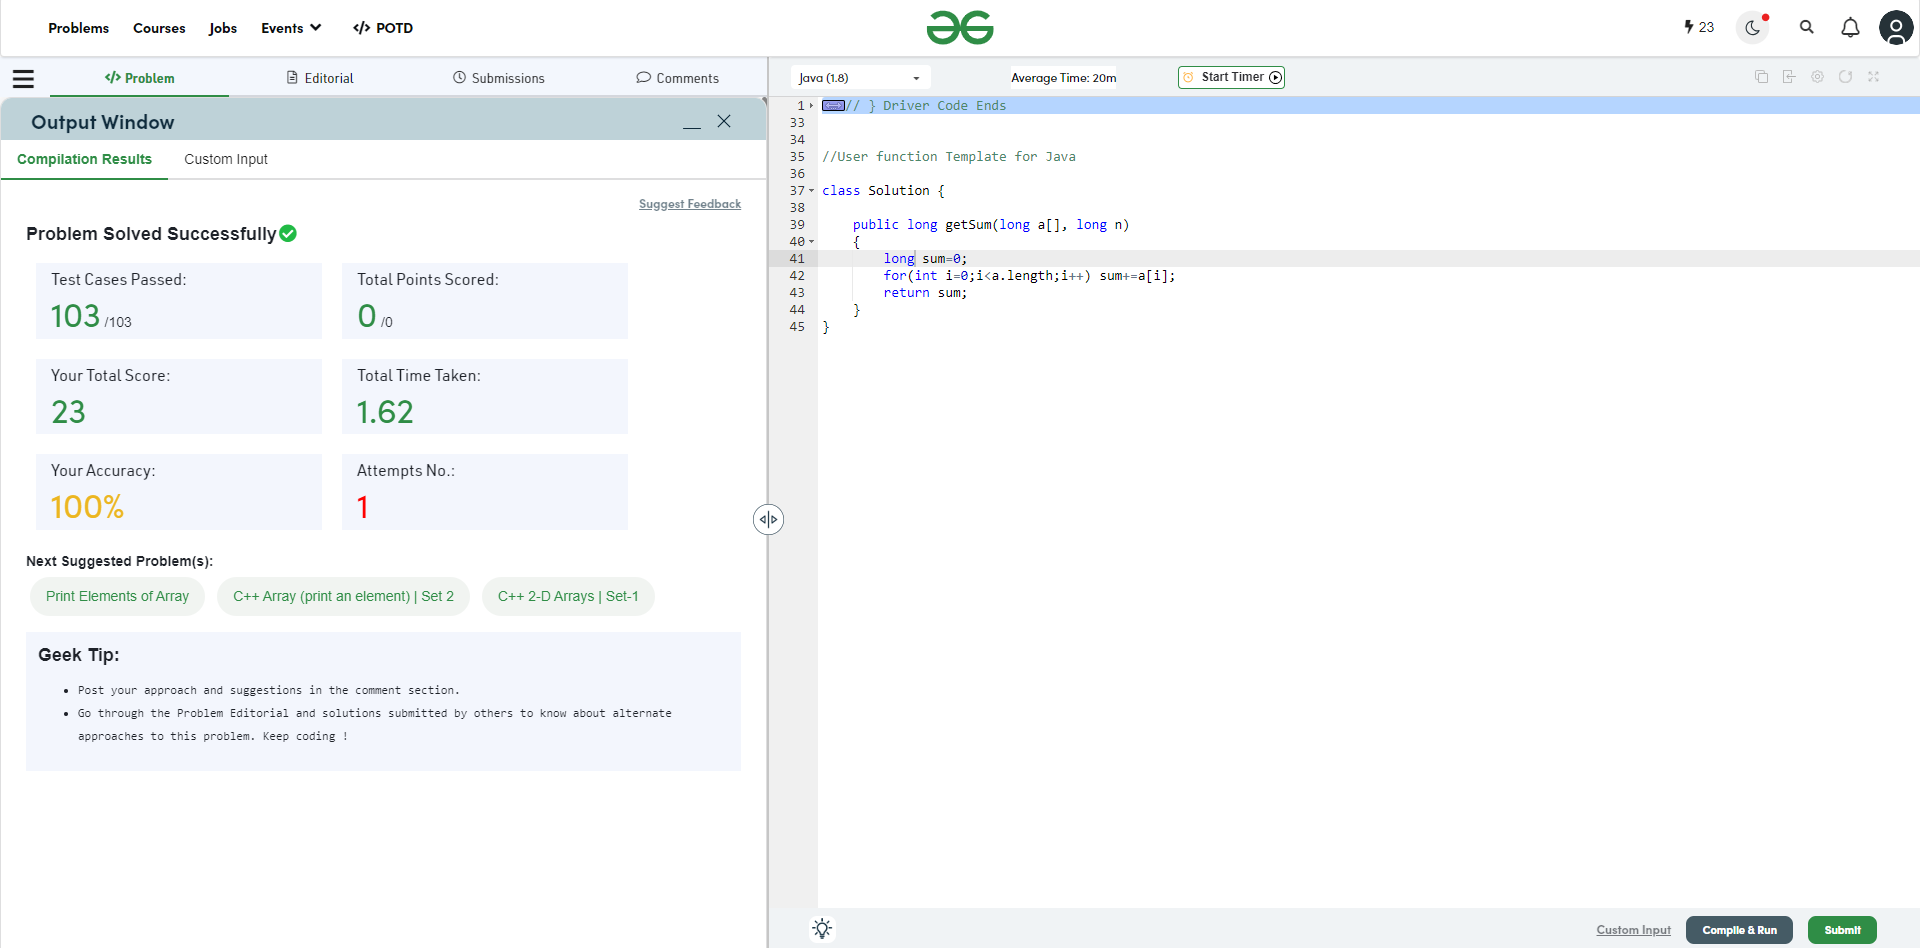 Problems Courses Jobs Events </> POTD 23
</> Problem Editorial Submissions Comments
Output Window
Compilation Results Custom Input
Suggest Feedback
Problem Solved Successfully
Test Cases Passed: Total Points Scored:
103 /103 0 /0
Your Total Score: Total Time Taken:
23 1.62
Your Accuracy: Attempts No.:
100% 1
Next Suggested Problem(s):
Print Elements of Array C++ Array (print an element) | Set 2 C++ 2-D Arrays | Set-1
Geek Tip:
• Post your approach and suggestions in the comment section.
• Go through the Problem Editorial and solutions submitted by others to know about alternate
approaches to this problem. Keep coding !
Java (1.8) Average Time: 20m Start Timer
1 // } Driver Code Ends
33
34
35 //User function Template for Java
36
37 class Solution {
38
39 public long getSum(long a[], long n)
40 {
41 long sum=0;
42 for(int i=0;i<a.length;i++) sum+=a[i];
43 return sum;
44 }
45 }
Custom Input Compile & Run Submit